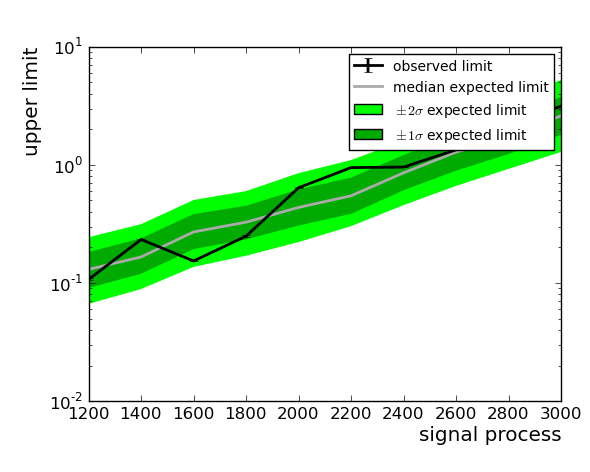 upper limit
10^1
10^0
10^-1
10^-2
observed limit
median expected limit
±2σ expected limit
±1σ expected limit
1200 1400 1600 1800 2000 2200 2400 2600 2800 3000
signal process